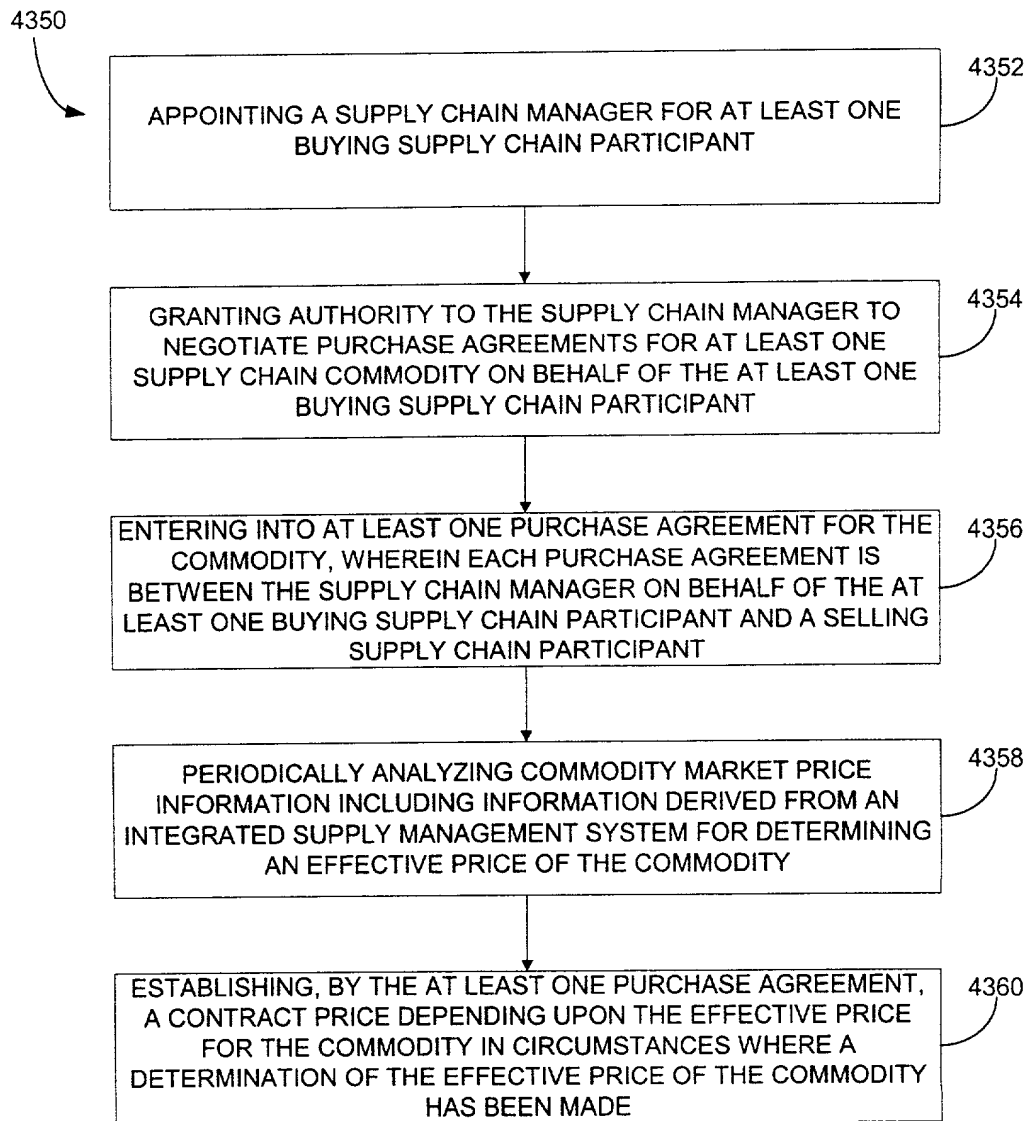 4350
4352
APPOINTING A SUPPLY CHAIN MANAGER FOR AT LEAST ONE
BUYING SUPPLY CHAIN PARTICIPANT
4354
GRANTING AUTHORITY TO THE SUPPLY CHAIN MANAGER TO
NEGOTIATE PURCHASE AGREEMENTS FOR AT LEAST ONE
SUPPLY CHAIN COMMODITY ON BEHALF OF THE AT LEAST ONE
BUYING SUPPLY CHAIN PARTICIPANT
4356
ENTERING INTO AT LEAST ONE PURCHASE AGREEMENT FOR THE
COMMODITY, WHEREIN EACH PURCHASE AGREEMENT IS
BETWEEN THE SUPPLY CHAIN MANAGER ON BEHALF OF THE AT
LEAST ONE BUYING SUPPLY CHAIN PARTICIPANT AND A SELLING
SUPPLY CHAIN PARTICIPANT
4358
PERIODICALLY ANALYZING COMMODITY MARKET PRICE
INFORMATION INCLUDING INFORMATION DERIVED FROM AN
INTEGRATED SUPPLY MANAGEMENT SYSTEM FOR DETERMINING
AN EFFECTIVE PRICE OF THE COMMODITY
4360
ESTABLISHING, BY THE AT LEAST ONE PURCHASE AGREEMENT,
A CONTRACT PRICE DEPENDING UPON THE EFFECTIVE PRICE
FOR THE COMMODITY IN CIRCUMSTANCES WHERE A
DETERMINATION OF THE EFFECTIVE PRICE OF THE COMMODITY
HAS BEEN MADE